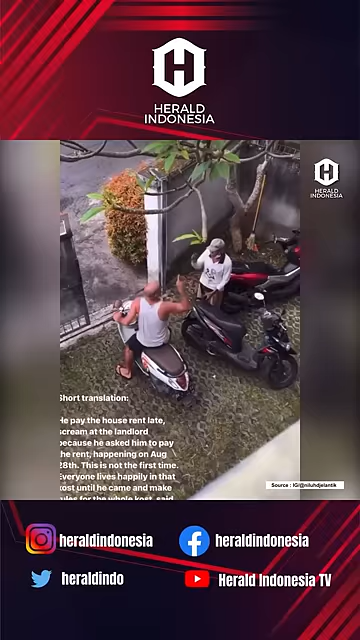 HERALD
INDONESIA
HERALD
INDONESIA
Short translation:
He pay the house rent late,
scream at the landlord
because he asked him to pay
the rent, happening on Aug
28th. This is not the first time.
Everyone lives happily in that
kost until he came and make
rules for the whole kost, said
Source : IG/@niluhdjelantik
heraldindonesia
heraldindonesia
heraldindo
Herald Indonesia TV